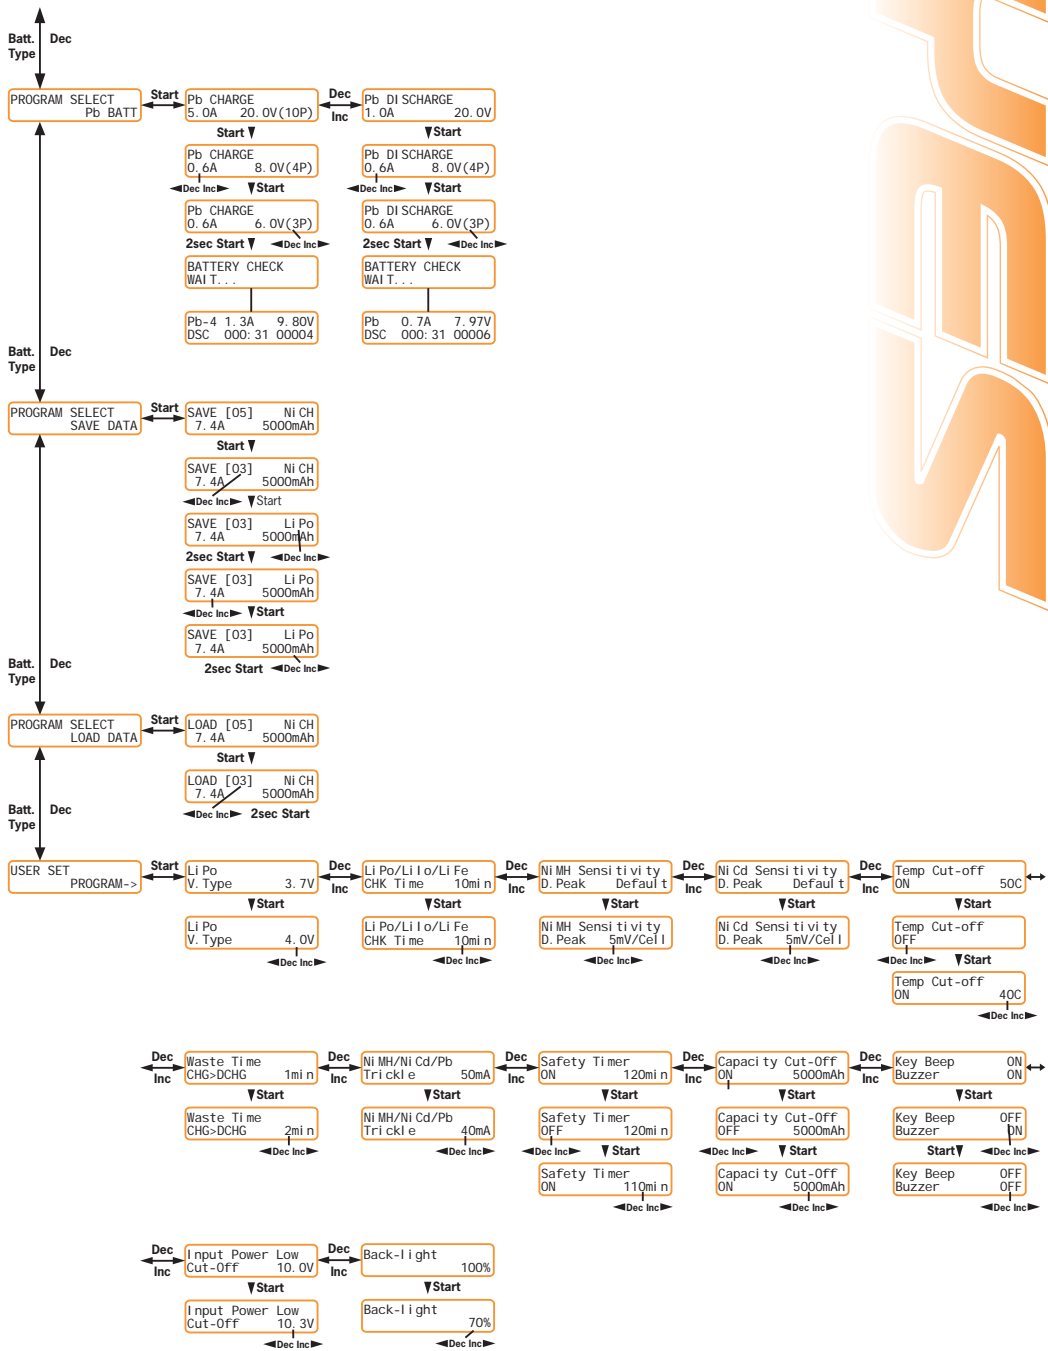 Batt. Dec
Type
PROGRAM SELECT
Pb BATT
Start
Pb CHARGE
5.0A 20.0V(10P)
Dec
Inc
Pb DISCHARGE
1.0A 20.0V
Start
Start
Pb CHARGE
0.6A 8.0V(4P)
Pb DISCHARGE
0.6A 8.0V(4P)
Dec Inc Start
Dec Inc Start
Pb CHARGE
0.6A 6.0V(3P)
Pb DISCHARGE
0.6A 6.0V(3P)
2sec Start Dec Inc
2sec Start Dec Inc
BATTERY CHECK
WAIT...
BATTERY CHECK
WAIT...
Pb-4 1.3A 9.80V
DSC 000:31 00004
Pb 0.7A 7.97V
DSC 000:31 00006
Batt. Dec
Type
PROGRAM SELECT
SAVE DATA
Start
SAVE [05] NiCH
7.4A 5000mAh
Start
SAVE [03] NiCH
7.4A 5000mAh
Dec Inc Start
SAVE [03] LiPo
7.4A 5000mAh
2sec Start Dec Inc
SAVE [03] LiPo
7.4A 5000mAh
Dec Inc Start
SAVE [03] LiPo
7.4A 5000mAh
2sec Start Dec Inc
Batt. Dec
Type
PROGRAM SELECT
LOAD DATA
Start
LOAD [05] NiCH
7.4A 5000mAh
Start
LOAD [03] NiCH
7.4A 5000mAh
Dec Inc 2sec Start
Batt. Dec
Type
USER SET
PROGRAM->
Start
LiPo
V.Type 3.7V
Dec
Inc
LiPo/LiIo/LiFe
CHK Time 10min
Dec
Inc
NiMH Sensitivity
D.Peak Default
Dec
Inc
NiCd Sensitivity
D.Peak Default
Dec
Inc
Temp Cut-off
ON 50C
Start
Start
Start
Start
Start
LiPo
V.Type 4.0V
LiPo/LiIo/LiFe
CHK Time 10min
NiMH Sensitivity
D.Peak 5mV/Cell
NiCd Sensitivity
D.Peak 5mV/Cell
Temp Cut-off
OFF
Dec Inc
Dec Inc
Dec Inc
Dec Inc
Dec Inc Start
Temp Cut-off
ON 40C
Dec Inc
Dec
Inc
Waste Time
CHG>DCHG 1min
Dec
Inc
NiMH/NiCd/Pb
Trickle 50mA
Dec
Inc
Safety Timer
ON 120min
Dec
Inc
Capacity Cut-Off
ON 5000mAh
Dec
Inc
Key Beep ON
Buzzer ON
Start
Start
Start
Start
Start
Waste Time
CHG>DCHG 2min
NiMH/NiCd/Pb
Trickle 40mA
Safety Timer
OFF 120min
Capacity Cut-Off
OFF 5000mAh
Key Beep OFF
Buzzer ON
Dec Inc
Dec Inc
Dec Inc Start
Dec Inc Start
Start Dec Inc
Safety Timer
ON 110min
Capacity Cut-Off
ON 5000mAh
Key Beep OFF
Buzzer OFF
Dec Inc
Dec Inc
Dec Inc
Dec
Inc
Input Power Low
Cut-Off 10.0V
Dec
Inc
Back-light
100%
Start
Start
Input Power Low
Cut-Off 10.3V
Back-light
70%
Dec Inc
Dec Inc